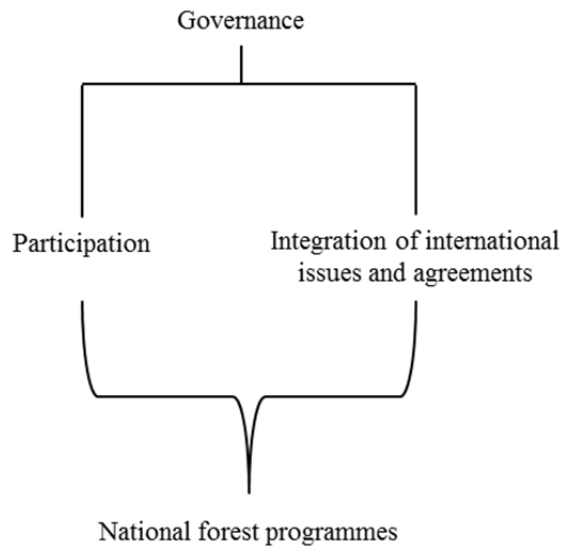 Governance
Participation
Integration of international
issues and agreements
National forest programmes